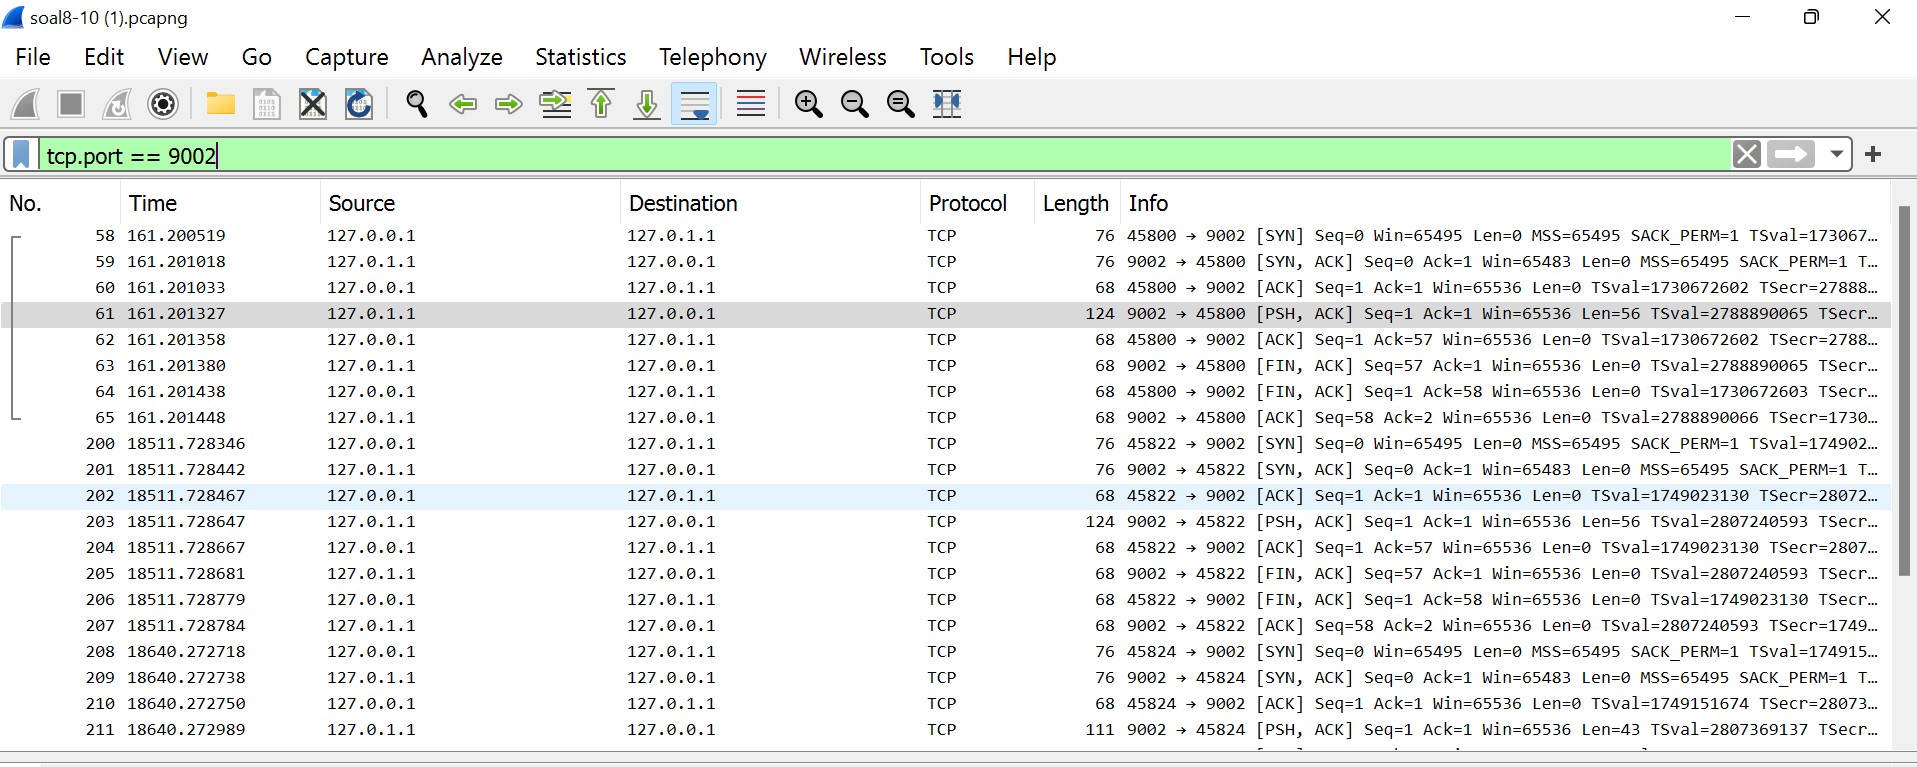 soal8-10 (1).pcapng
File Edit View Go Capture Analyze Statistics Telephony Wireless Tools Help
tcp.port == 9002
No. Time Source Destination Protocol Length Info
58 161.200519 127.0.0.1 127.0.1.1 TCP 76 45800 → 9002 [SYN] Seq=0 Win=65495 Len=0 MSS=65495 SACK_PERM=1 TSval=173067…
59 161.201018 127.0.1.1 127.0.0.1 TCP 76 9002 → 45800 [SYN, ACK] Seq=0 Ack=1 Win=65483 Len=0 MSS=65495 SACK_PERM=1 T…
60 161.201033 127.0.0.1 127.0.1.1 TCP 68 45800 → 9002 [ACK] Seq=1 Ack=1 Win=65536 Len=0 TSval=1730672602 TSecr=27888…
61 161.201327 127.0.1.1 127.0.0.1 TCP 124 9002 → 45800 [PSH, ACK] Seq=1 Ack=1 Win=65536 Len=56 TSval=2788890065 TSecr…
62 161.201358 127.0.0.1 127.0.1.1 TCP 68 45800 → 9002 [ACK] Seq=1 Ack=57 Win=65536 Len=0 TSval=1730672602 TSecr=2788…
63 161.201380 127.0.1.1 127.0.0.1 TCP 68 9002 → 45800 [FIN, ACK] Seq=57 Ack=1 Win=65536 Len=0 TSval=2788890065 TSecr…
64 161.201438 127.0.0.1 127.0.1.1 TCP 68 45800 → 9002 [FIN, ACK] Seq=1 Ack=58 Win=65536 Len=0 TSval=1730672603 TSecr…
65 161.201448 127.0.1.1 127.0.0.1 TCP 68 9002 → 45800 [ACK] Seq=58 Ack=2 Win=65536 Len=0 TSval=2788890066 TSecr=1730…
200 18511.728346 127.0.0.1 127.0.1.1 TCP 76 45822 → 9002 [SYN] Seq=0 Win=65495 Len=0 MSS=65495 SACK_PERM=1 TSval=174902…
201 18511.728442 127.0.1.1 127.0.0.1 TCP 76 9002 → 45822 [SYN, ACK] Seq=0 Ack=1 Win=65483 Len=0 MSS=65495 SACK_PERM=1 T…
202 18511.728467 127.0.0.1 127.0.1.1 TCP 68 45822 → 9002 [ACK] Seq=1 Ack=1 Win=65536 Len=0 TSval=1749023130 TSecr=28072…
203 18511.728647 127.0.1.1 127.0.0.1 TCP 124 9002 → 45822 [PSH, ACK] Seq=1 Ack=1 Win=65536 Len=56 TSval=2807240593 TSecr…
204 18511.728667 127.0.0.1 127.0.1.1 TCP 68 45822 → 9002 [ACK] Seq=1 Ack=57 Win=65536 Len=0 TSval=1749023130 TSecr=2807…
205 18511.728681 127.0.1.1 127.0.0.1 TCP 68 9002 → 45822 [FIN, ACK] Seq=57 Ack=1 Win=65536 Len=0 TSval=2807240593 TSecr…
206 18511.728779 127.0.0.1 127.0.1.1 TCP 68 45822 → 9002 [FIN, ACK] Seq=1 Ack=58 Win=65536 Len=0 TSval=1749023130 TSecr…
207 18511.728784 127.0.1.1 127.0.0.1 TCP 68 9002 → 45822 [ACK] Seq=58 Ack=2 Win=65536 Len=0 TSval=2807240593 TSecr=1749…
208 18640.272718 127.0.0.1 127.0.1.1 TCP 76 45824 → 9002 [SYN] Seq=0 Win=65495 Len=0 MSS=65495 SACK_PERM=1 TSval=174915…
209 18640.272738 127.0.1.1 127.0.0.1 TCP 76 9002 → 45824 [SYN, ACK] Seq=0 Ack=1 Win=65483 Len=0 MSS=65495 SACK_PERM=1 T…
210 18640.272750 127.0.0.1 127.0.1.1 TCP 68 45824 → 9002 [ACK] Seq=1 Ack=1 Win=65536 Len=0 TSval=1749151674 TSecr=28073…
211 18640.272989 127.0.1.1 127.0.0.1 TCP 111 9002 → 45824 [PSH, ACK] Seq=1 Ack=1 Win=65536 Len=43 TSval=2807369137 TSecr…